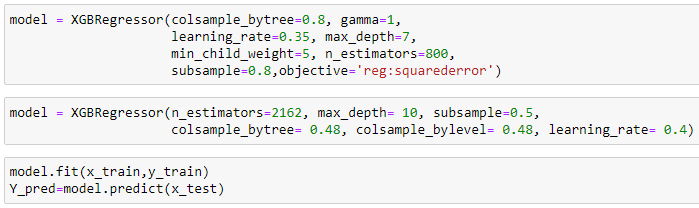 model = XGBRegressor(colsample_bytree=0.8, gamma=1,
learning_rate=0.35, max_depth=7,
min_child_weight=5, n_estimators=800,
subsample=0.8,objective='reg:squarederror')
model = XGBRegressor(n_estimators=2162, max_depth= 10, subsample=0.5,
colsample_bytree= 0.48, colsample_bylevel= 0.48, learning_rate= 0.4)
model.fit(x_train,y_train)
Y_pred=model.predict(x_test)